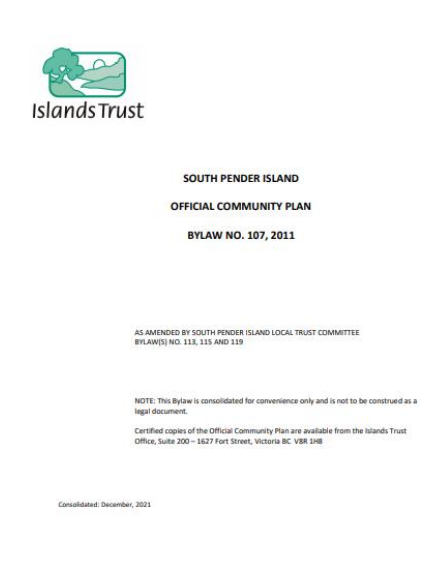 Islands Trust
SOUTH PENDER ISLAND
OFFICIAL COMMUNITY PLAN
BYLAW NO. 107, 2011
AS AMENDED BY SOUTH PENDER ISLAND LOCAL TRUST COMMITTEE
BYLAW(S) NO. 113, 115 AND 119
NOTE: This Bylaw is consolidated for convenience only and is not to be construed as a
legal document.
Certified copies of the Official Community Plan are available from the Islands Trust
Office, Suite 200 – 1627 Fort Street, Victoria BC V8R 1H8
Consolidated: December, 2021